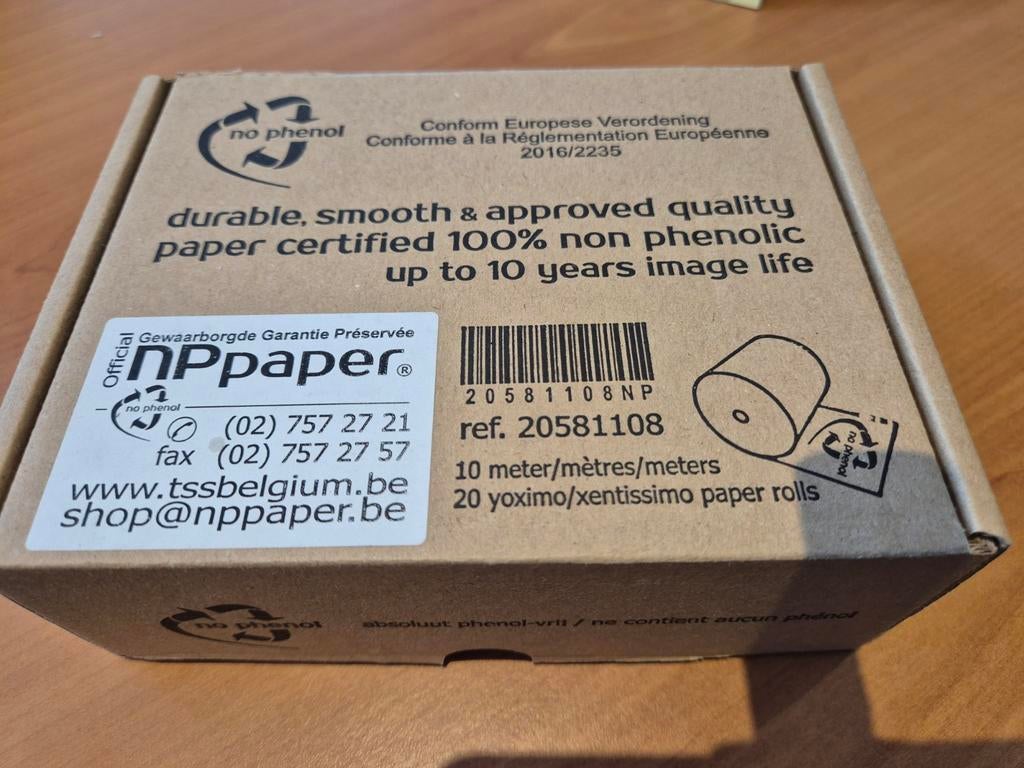 no phenol
Conform Europese Verordening
Conforme à la Réglementation Européenne
2016/2235
durable, smooth & approved quality
paper certified 100% non phenolic
up to 10 years image life
Official
Gewaarborgde Garantie Préservée
nPpaper®
no phenol
(02) 757 27 21
fax (02) 757 27 57
www.tssbelgium.be
shop@nppaper.be
20581108NP
ref. 20581108
10 meter/mètres/meters
20 yoximo/xentissimo paper rolls
no phenol
no phenol
absoluut phenol-vrij / ne contient aucun phénol